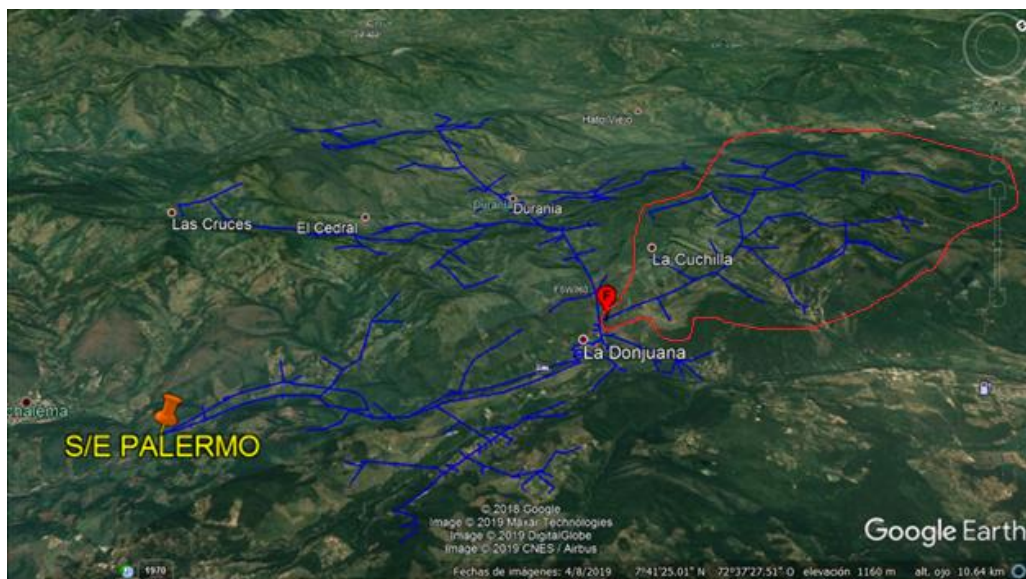 Hato Viejo
Durania
Durania
Las Cruces
El Cedral
La Cuchilla
F
La Donjuana
S/E PALERMO
© 2018 Google
Image © 2019 Maxar Technologies
Image © 2019 DigitalGlobe
Image © 2019 CNES / Airbus
Google Earth
1970
Fechas de imágenes: 4/8/2019 7°41'25.01" N 72°37'27.51" O elevación 1160 m alt. ojo 10.64 km